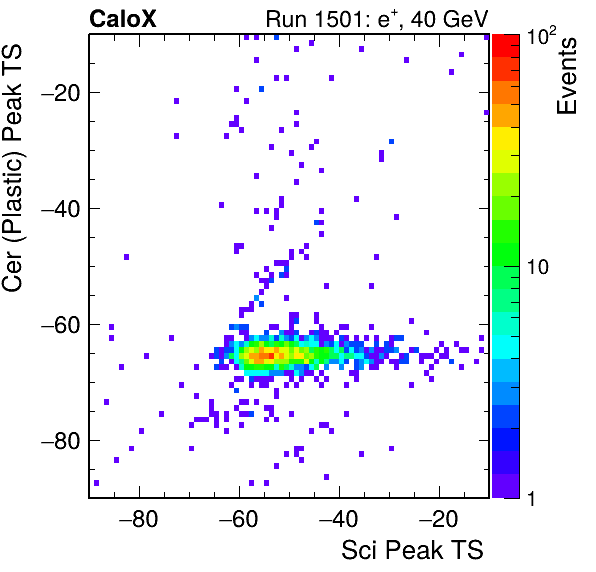 CaloX Run 1501: e⁺, 40 GeV
Cer (Plastic) Peak TS
−20
−40
−60
−80
−80 −60 −40 −20
Sci Peak TS
10²
10
1
Events